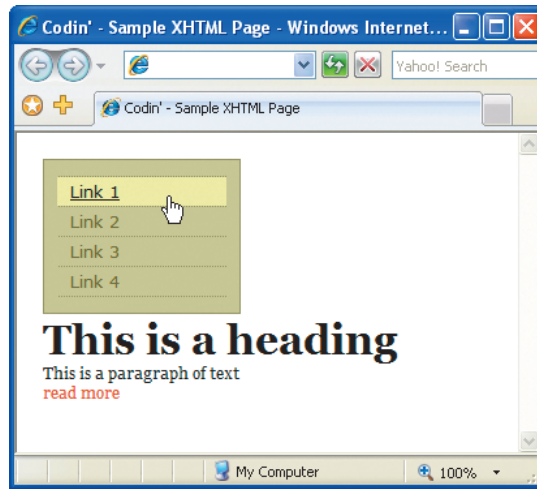 Codin' - Sample XHTML Page - Windows Internet...
Yahoo! Search
Codin' - Sample XHTML Page
Link 1
Link 2
Link 3
Link 4
This is a heading
This is a paragraph of text
read more
My Computer
100%